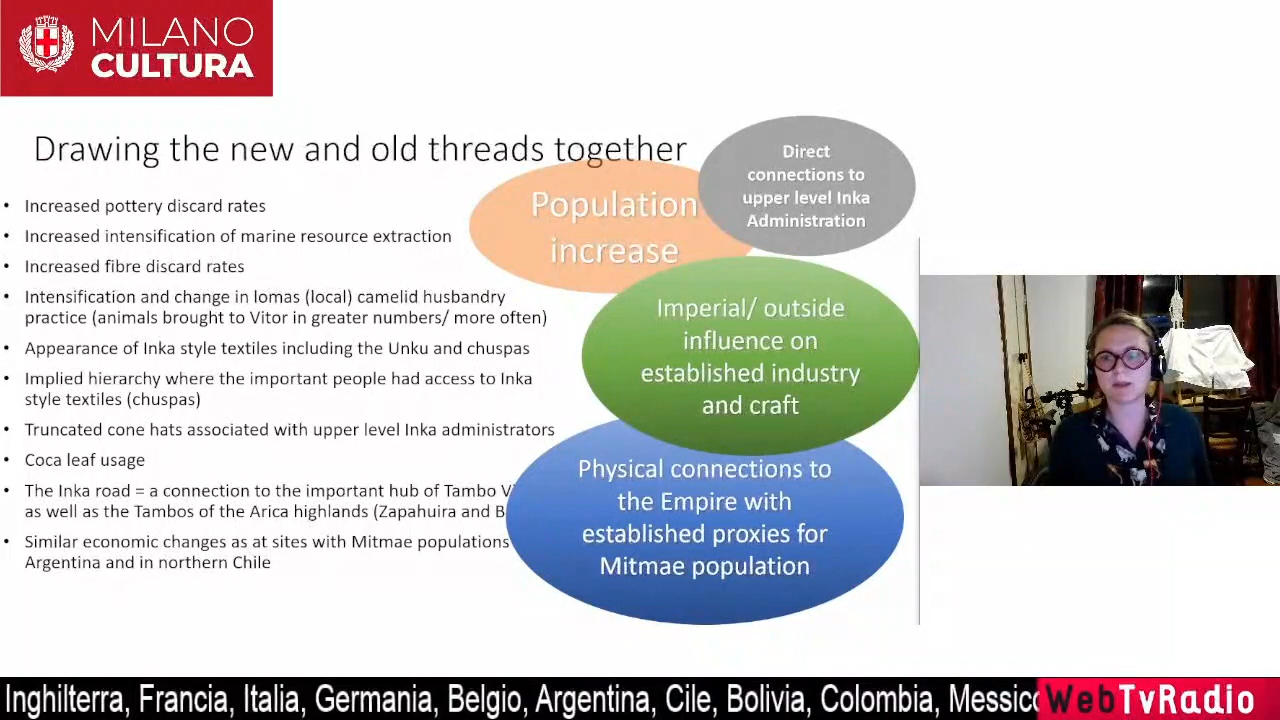 MILANO
CULTURA
Drawing the new and old threads together
• Increased pottery discard rates
• Increased intensification of marine resource extraction
• Increased fibre discard rates
• Intensification and change in lomas (local) camelid husbandry
practice (animals brought to Vitor in greater numbers/ more often)
• Appearance of Inka style textiles including the Unku and chuspas
• Implied hierarchy where the important people had access to Inka
style textiles (chuspas)
• Truncated cone hats associated with upper level Inka administrators
• Coca leaf usage
• The Inka road = a connection to the important hub of Tambo V
as well as the Tambos of the Arica highlands (Zapahuira and B
• Similar economic changes as at sites with Mitmae populations
Argentina and in northern Chile
Direct
connections to
upper level Inka
Administration
Population
increase
Imperial/ outside
influence on
established industry
and craft
Physical connections to
the Empire with
established proxies for
Mitmae population
Inghilterra, Francia, Italia, Germania, Belgio, Argentina, Cile, Bolivia, Colombia, Messico
WebTvRadio